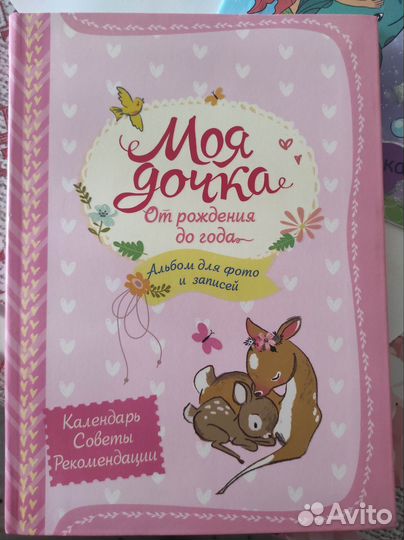 Моя
дочка
От рождения
до года
Альбом для фото
и записей
Календарь
Советы
Рекомендации
Avito